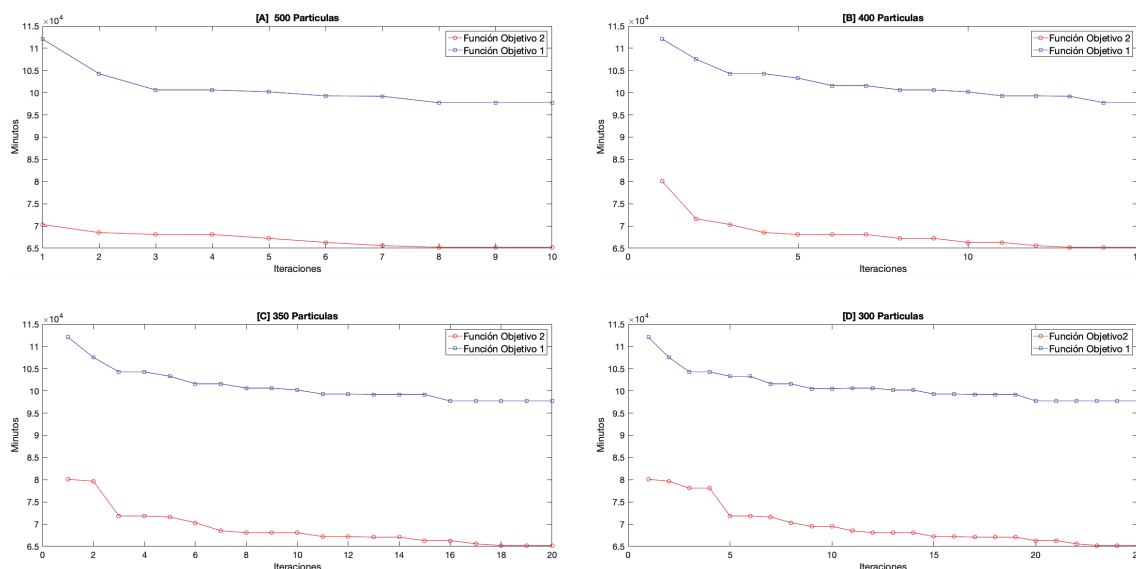 [A] 500 Particulas
×10⁴
11.5
11
10.5
10
9.5
9
8.5
8
7.5
7
6.5
Minutos
1 2 3 4 5 6 7 8 9 10
Iteraciones
Función Objetivo 2
Función Objetivo 1
[B] 400 Particulas
×10⁴
11.5
11
10.5
10
9.5
9
8.5
8
7.5
7
6.5
Minutos
0 5 10
Iteraciones
Función Objetivo 2
Función Objetivo 1
[C] 350 Particulas
×10⁴
11.5
11
10.5
10
9.5
9
8.5
8
7.5
7
6.5
Minutos
0 2 4 6 8 10 12 14 16 18 20
Iteraciones
Función Objetivo 2
Función Objetivo 1
[D] 300 Particulas
×10⁴
11.5
11
10.5
10
9.5
9
8.5
8
7.5
7
6.5
Minutos
0 5 10 15 20
Iteraciones
Función Objetivo2
Función Objetivo 1